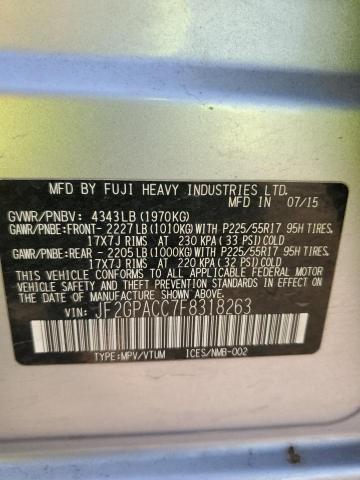 MFD BY FUJI HEAVY INDUSTRIES LTD.
MFD IN 07/15
GVWR/PNBV: 4343LB (1970KG)
GAWR/PNBE:FRONT- 2227LB(1010KG)WITH P225/55R17 95H TIRES,
17X7J RIMS AT 230 KPA ( 33 PSI)COLD
GAWR/PNBE:REAR - 2205LB(1000KG)WITH P225/55R17 95H TIRES,
17X7J RIMS AT 220 KPA ( 32 PSI)COLD
THIS VEHICLE CONFORMS TO ALL APPLICABLE FEDERAL MOTOR
VEHICLE SAFETY, BUMPER, AND THEFT PREVENTION STANDARDS
IN EFFECT ON THE DATE OF MANUFACTURE SHOWN ABOVE.
VIN: JF2GPACC7F8318263
TYPE:MPV/VTUM ICES/NMB-002